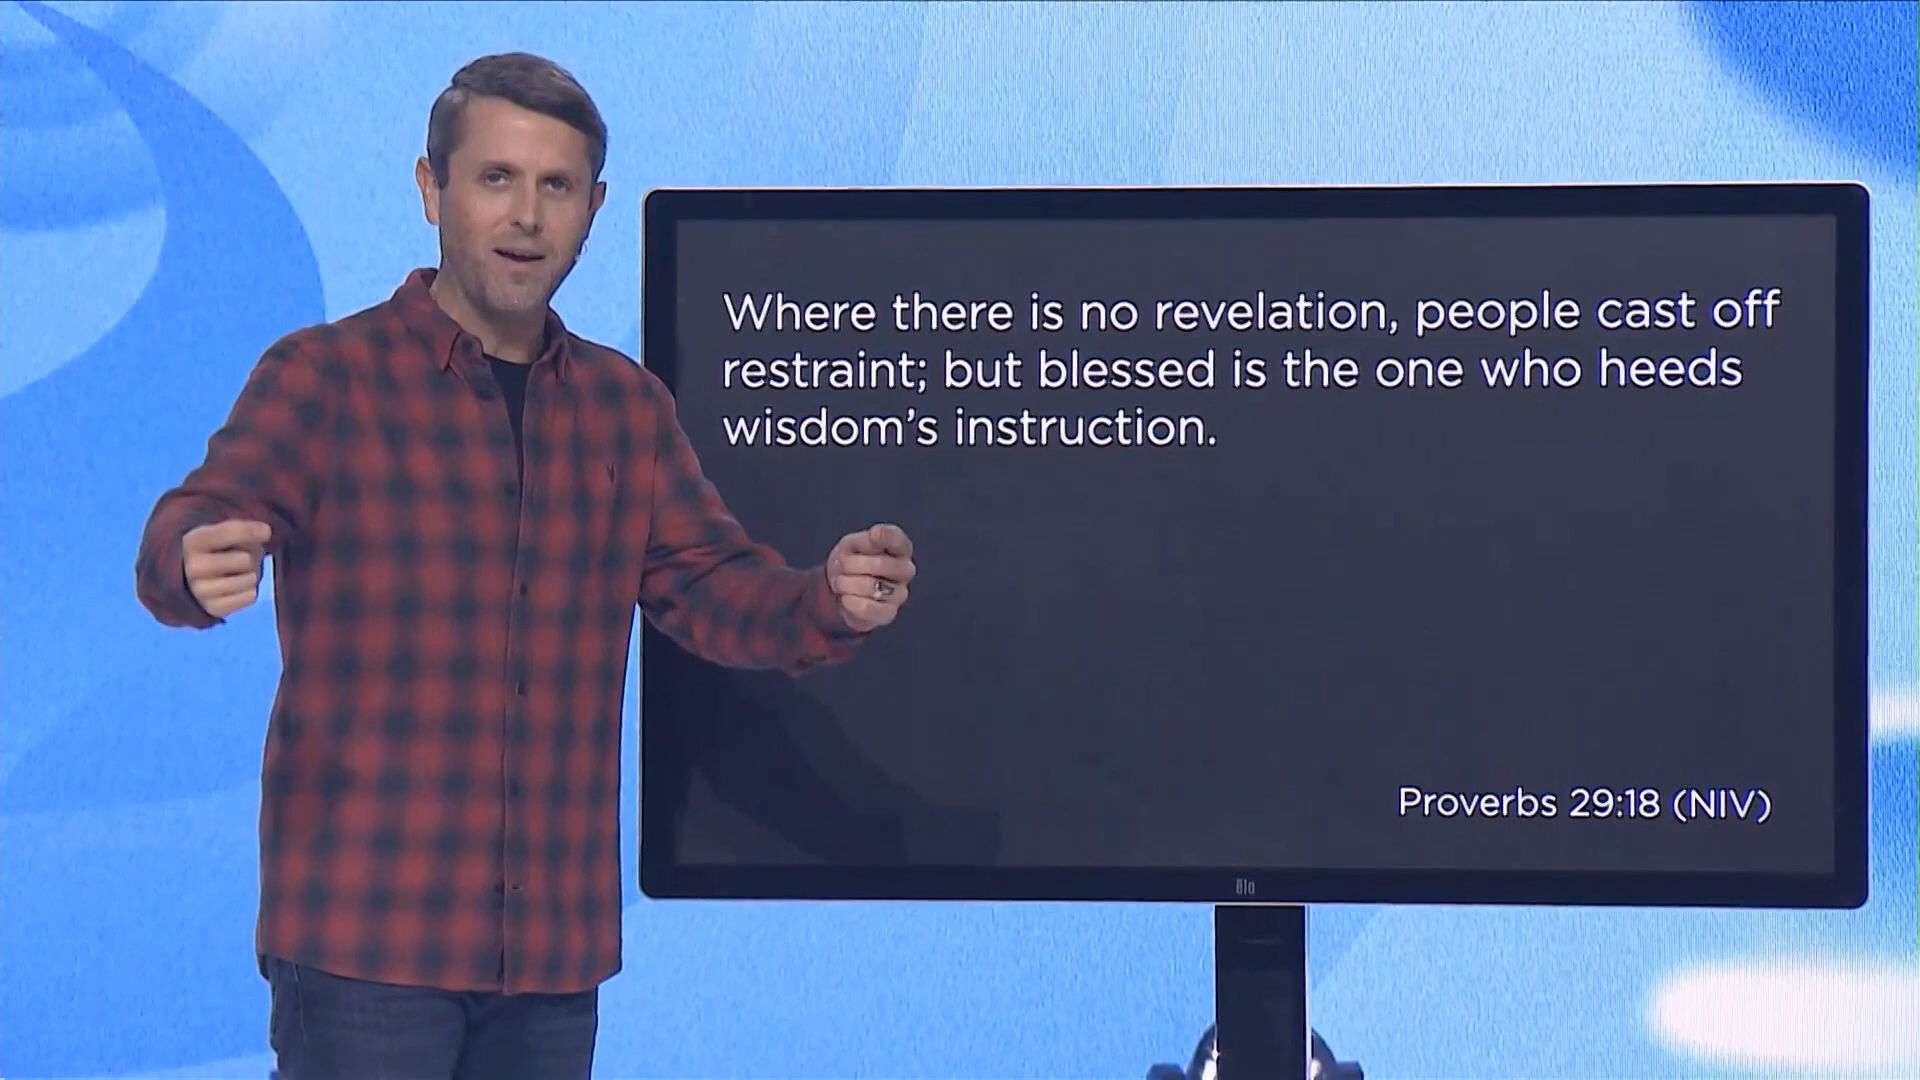 Where there is no revelation, people cast off
restraint; but blessed is the one who heeds
wisdom’s instruction.
Proverbs 29:18 (NIV)
elo